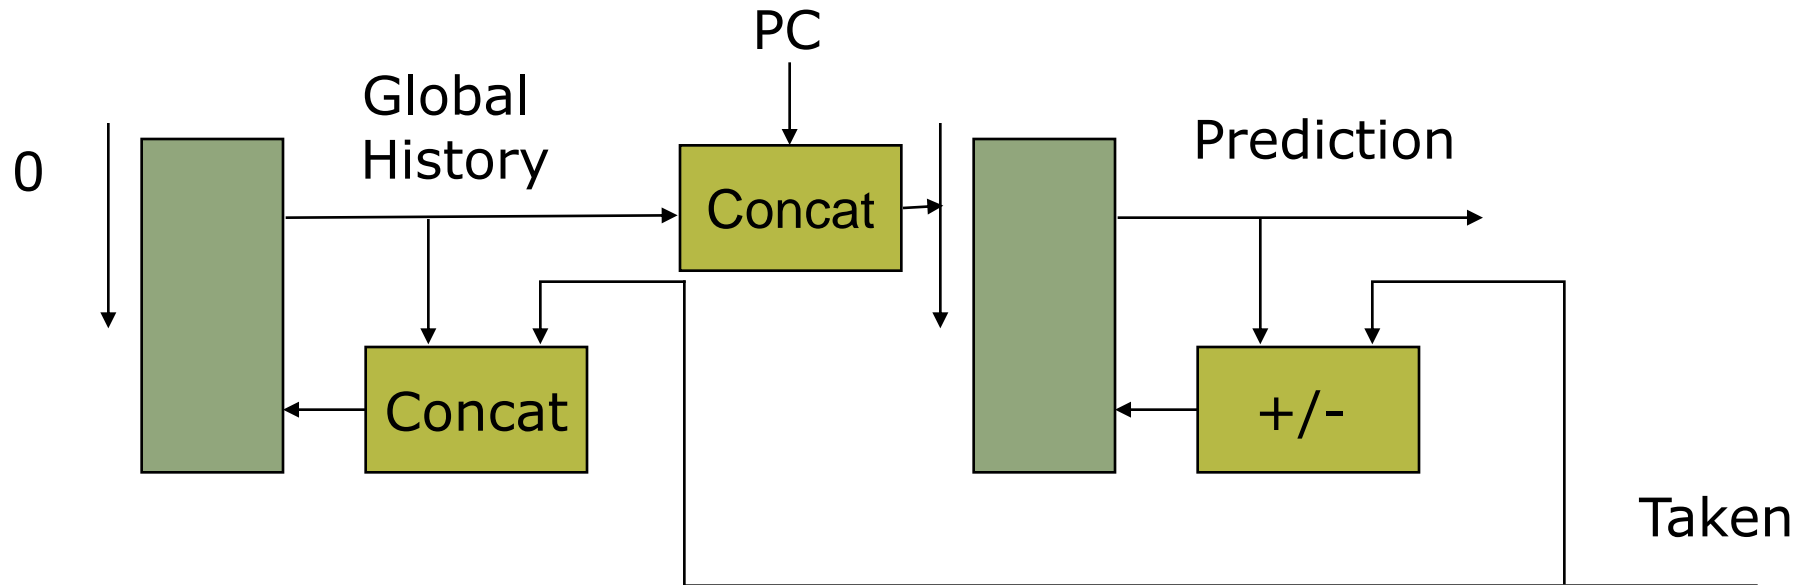 PC
Global
History
0
Concat
Prediction
Concat
+/-
Taken